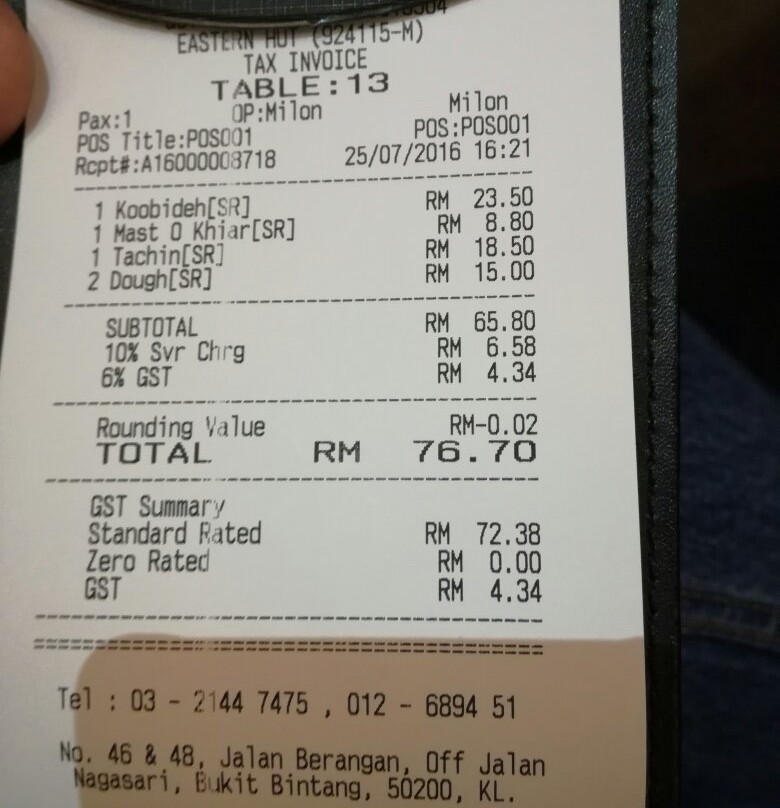 EASTERN HUT (924115-M)
TAX INVOICE
TABLE:13
Pax:1 OP:Milon Milon
POS Title:POS001 POS:POS001
Rcpt#:A16000008718 25/07/2016 16:21
1 Koobideh[SR] RM 23.50
1 Mast O Khiar[SR] RM 8.80
1 Tachin[SR] RM 18.50
2 Dough[SR] RM 15.00
SUBTOTAL RM 65.80
10% Svr Chrg RM 6.58
6% GST RM 4.34
Rounding Value RM-0.02
TOTAL RM 76.70
GST Summary
Standard Rated RM 72.38
Zero Rated RM 0.00
GST RM 4.34
Tel : 03 - 2144 7475 , 012 - 6894 51
No. 46 & 48, Jalan Berangan, Off Jalan
Nagasari, Bukit Bintang, 50200, KL.